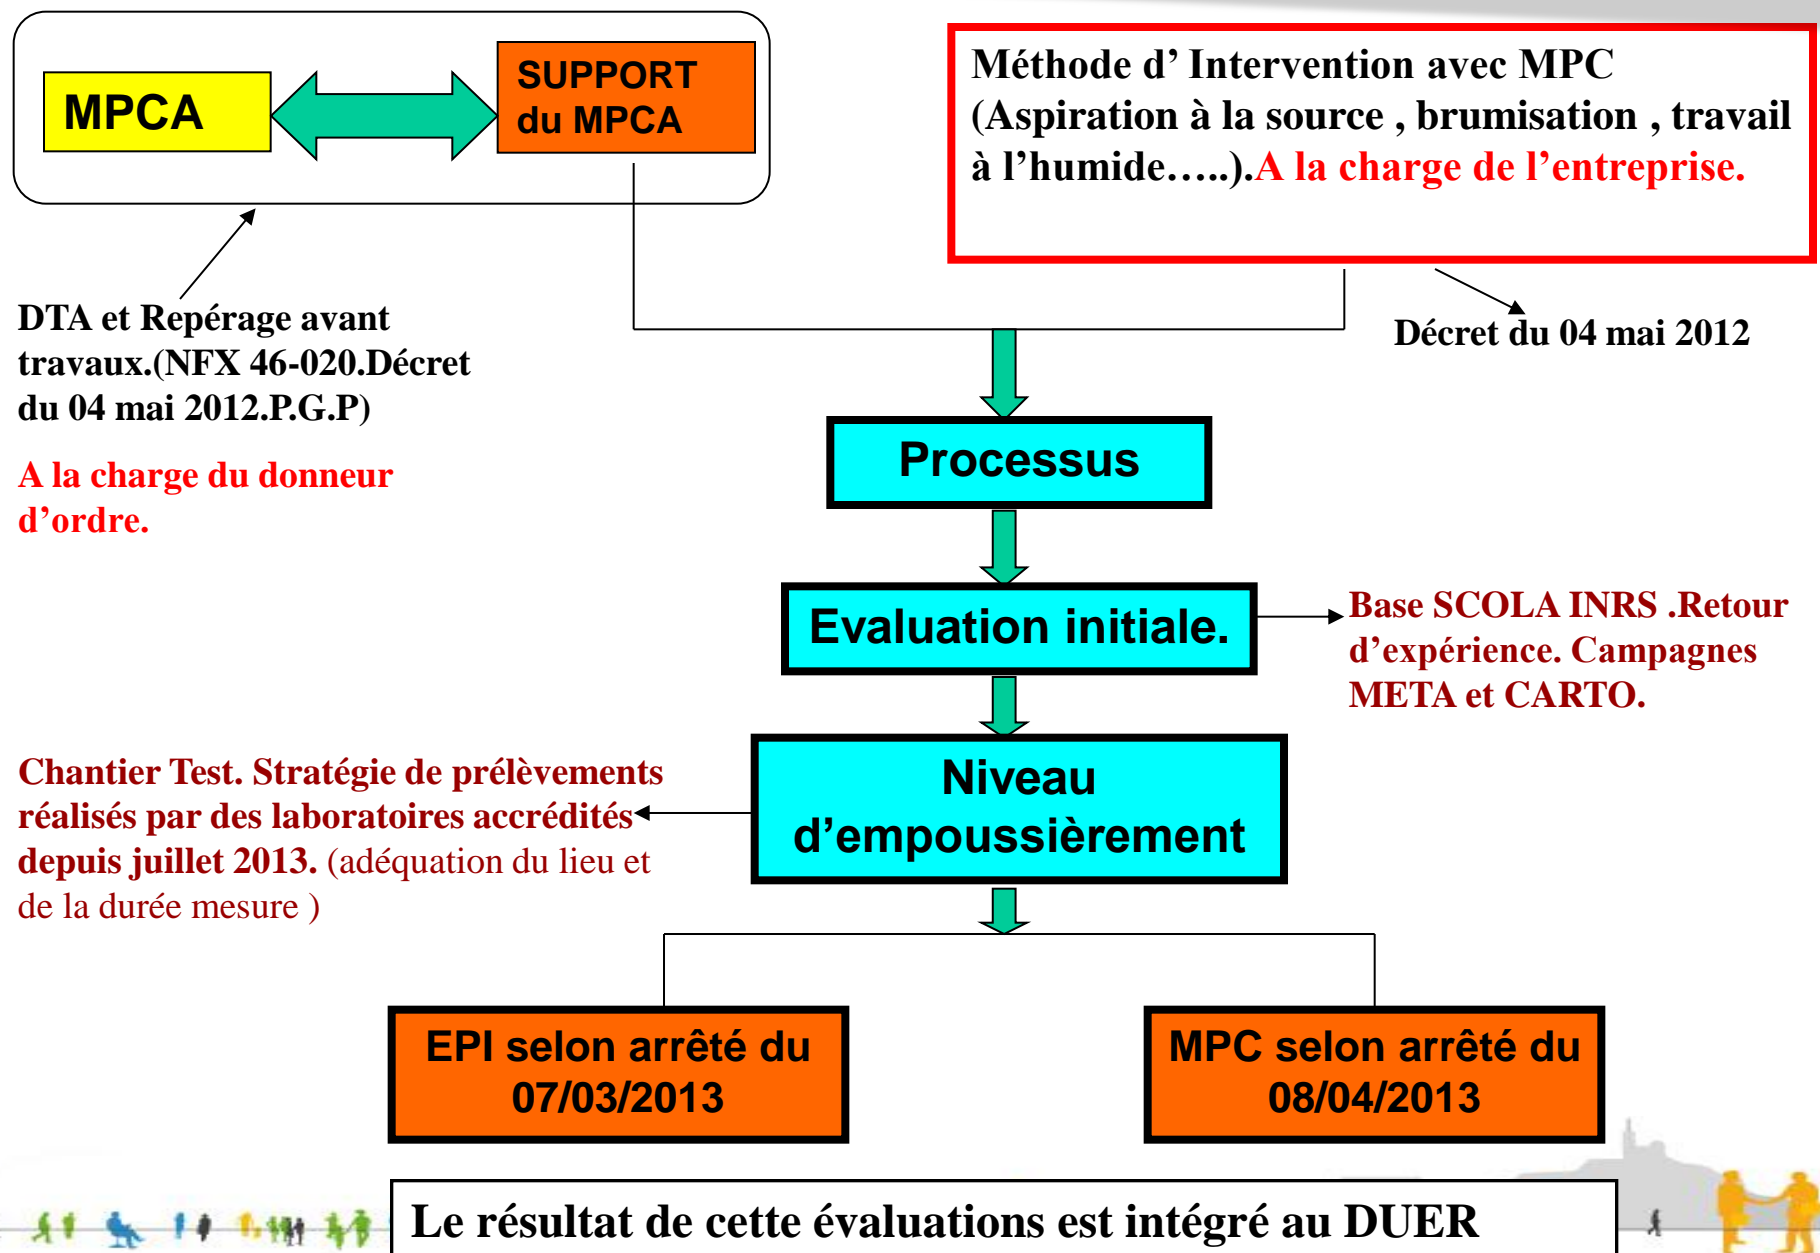 MPCA
SUPPORT
du MPCA
Méthode d’ Intervention avec MPC
(Aspiration à la source , brumisation , travail
à l’humide…..).A la charge de l’entreprise.
DTA et Repérage avant
travaux.(NFX 46-020.Décret
du 04 mai 2012.P.G.P)
A la charge du donneur
d’ordre.
Décret du 04 mai 2012
Processus
Evaluation initiale.
Base SCOLA INRS .Retour
d’expérience. Campagnes
META et CARTO.
Niveau
d’empoussièrement
Chantier Test. Stratégie de prélèvements
réalisés par des laboratoires accrédités
depuis juillet 2013. (adéquation du lieu et
de la durée mesure )
EPI selon arrêté du
07/03/2013
MPC selon arrêté du
08/04/2013
Le résultat de cette évaluations est intégré au DUER